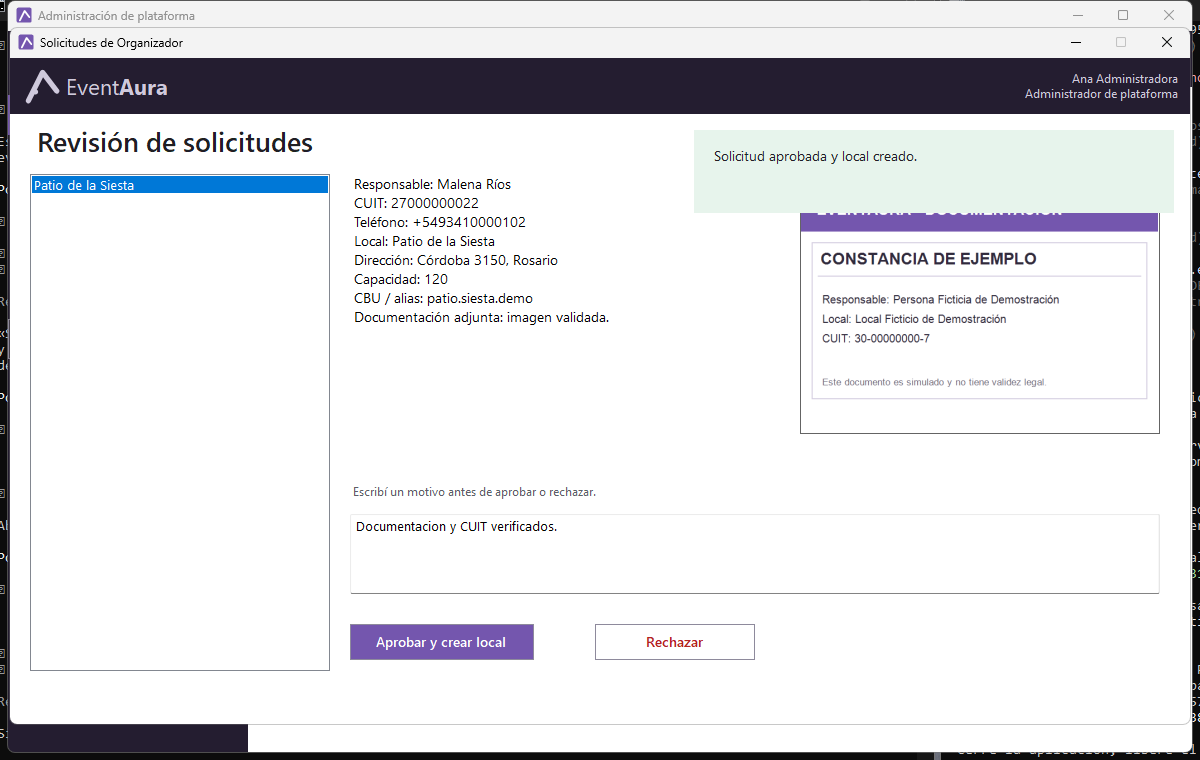 Administración de plataforma
Solicitudes de Organizador
EventAura
Ana Administradora
Administrador de plataforma
Revisión de solicitudes
Solicitud aprobada y local creado.
Patio de la Siesta
Responsable: Malena Ríos
CUIT: 27000000022
Teléfono: +5493410000102
Local: Patio de la Siesta
Dirección: Córdoba 3150, Rosario
Capacidad: 120
CBU / alias: patio.siesta.demo
Documentación adjunta: imagen validada.
CONSTANCIA DE EJEMPLO
Responsable: Persona Ficticia de Demostración
Local: Local Ficticio de Demostración
CUIT: 30-00000000-7
Este documento es simulado y no tiene validez legal.
Escribí un motivo antes de aprobar o rechazar.
Documentacion y CUIT verificados.
Aprobar y crear local
Rechazar